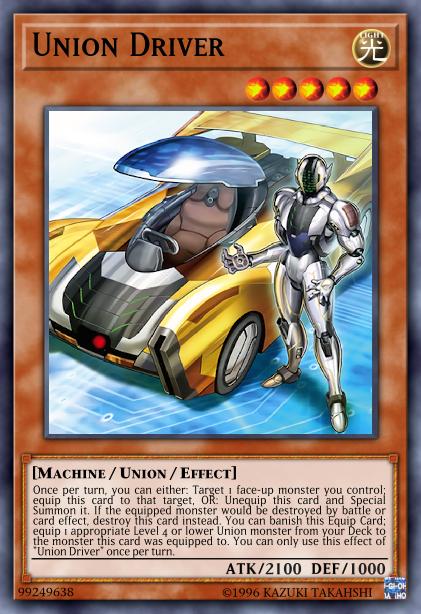 UNION DRIVER
LIGHT
光
[MACHINE / UNION / EFFECT]
Once per turn, you can either: Target 1 face-up monster you control;
equip this card to that target, OR: Unequip this card and Special
Summon it. If the equipped monster would be destroyed by battle or
card effect, destroy this card instead. You can banish this Equip Card;
equip 1 appropriate Level 4 or lower Union monster from your Deck to
the monster this card was equipped to. You can only use this effect of
"Union Driver" once per turn.
ATK/2100 DEF/1000
99249638
©1996 KAZUKI TAKAHSHI